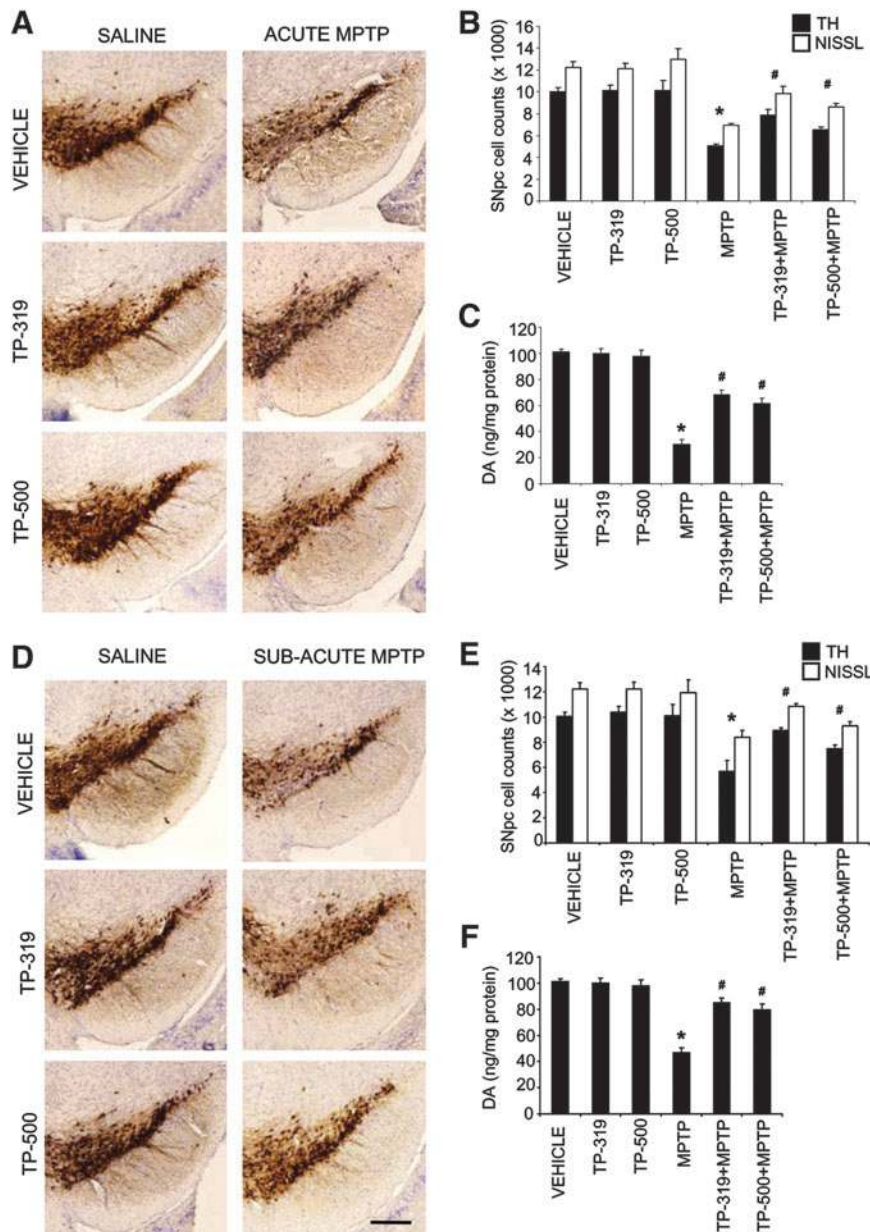 A
SALINE
ACUTE MPTP
VEHICLE
TP-319
TP-500
B
TH
NISSL
SNpc cell counts (x 1000)
16
14
12
10
8
6
4
2
0
*
#
#
VEHICLE
TP-319
TP-500
MPTP
TP-319+MPTP
TP-500+MPTP
C
DA (ng/mg protein)
120
100
80
60
40
20
0
*
#
#
VEHICLE
TP-319
TP-500
MPTP
TP-319+MPTP
TP-500+MPTP
D
SALINE
SUB-ACUTE MPTP
VEHICLE
TP-319
TP-500
E
TH
NISSL
SNpc cell counts (x 1000)
14
12
10
8
6
4
2
0
*
#
#
VEHICLE
TP-319
TP-500
MPTP
TP-319+MPTP
TP-500+MPTP
F
DA (ng/mg protein)
120
100
80
60
40
20
0
*
#
#
VEHICLE
TP-319
TP-500
MPTP
TP-319+MPTP
TP-500+MPTP